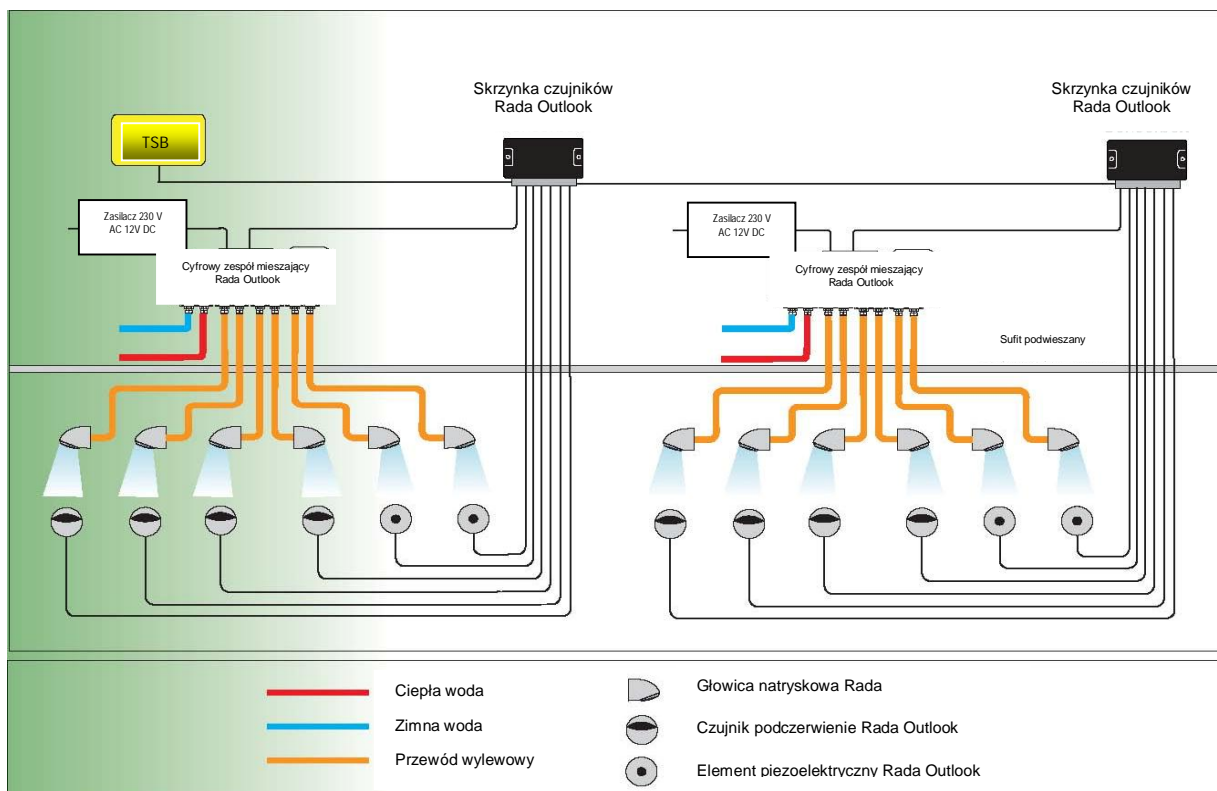 Skrzynka czujników
Rada Outlook
Skrzynka czujników
Rada Outlook
TSB
Zasilacz 230 V
AC 12V DC
Zasilacz 230 V
AC 12V DC
Cyfrowy zespół mieszający
Rada Outlook
Cyfrowy zespół mieszający
Rada Outlook
Sufit podwieszany
Ciepła woda
Zimna woda
Przewód wylewowy
Głowica natryskowa Rada
Czujnik podczerwienie Rada Outlook
Element piezoelektryczny Rada Outlook